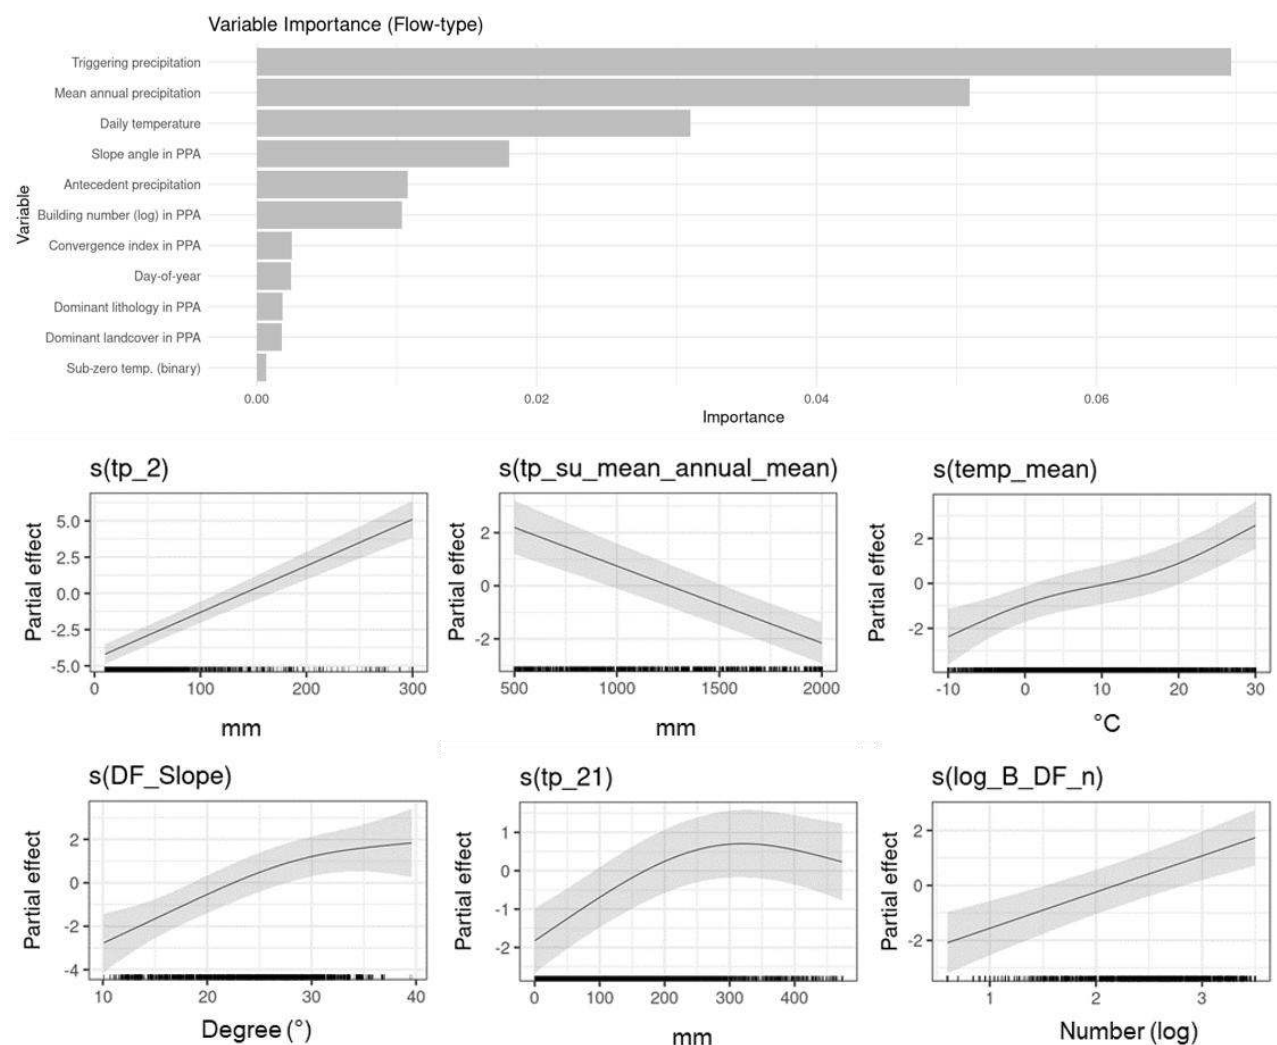 Variable Importance (Flow-type)
Variable
Triggering precipitation
Mean annual precipitation
Daily temperature
Slope angle in PPA
Antecedent precipitation
Building number (log) in PPA
Convergence index in PPA
Day-of-year
Dominant lithology in PPA
Dominant landcover in PPA
Sub-zero temp. (binary)
0.00 0.02 0.04 0.06
Importance
s(tp_2)
Partial effect
5.0
2.5
0.0
-2.5
-5.0
0 100 200 300
mm
s(tp_su_mean_annual_mean)
Partial effect
2
0
-2
500 1000 1500 2000
mm
s(temp_mean)
Partial effect
2
0
-2
-10 0 10 20 30
°C
s(DF_Slope)
Partial effect
2
0
-2
-4
10 20 30 40
Degree (°)
s(tp_21)
Partial effect
1
0
-1
-2
0 100 200 300 400
mm
s(log_B_DF_n)
Partial effect
2
0
-2
1 2 3
Number (log)